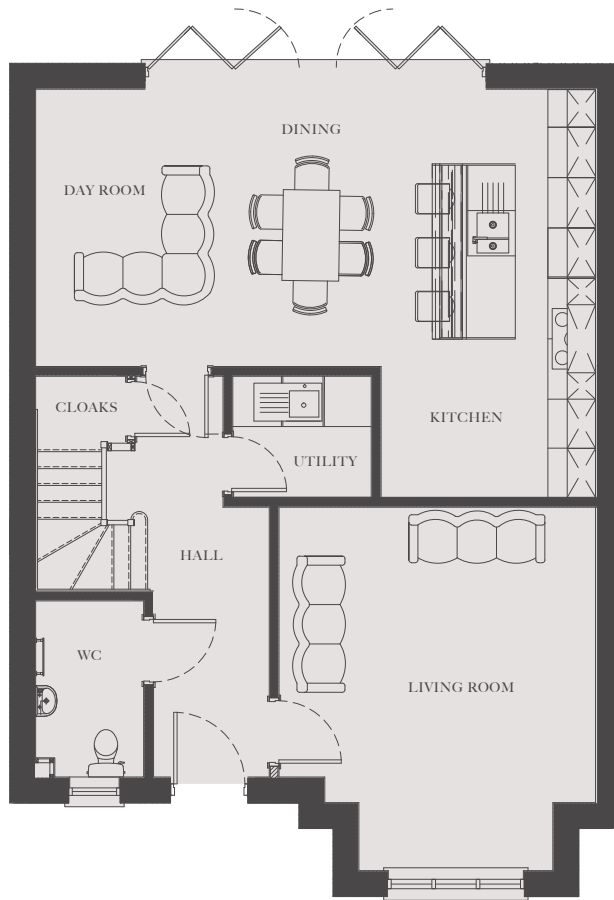 DINING
DAY ROOM
CLOAKS
KITCHEN
UTILITY
HALL
WC
LIVING ROOM